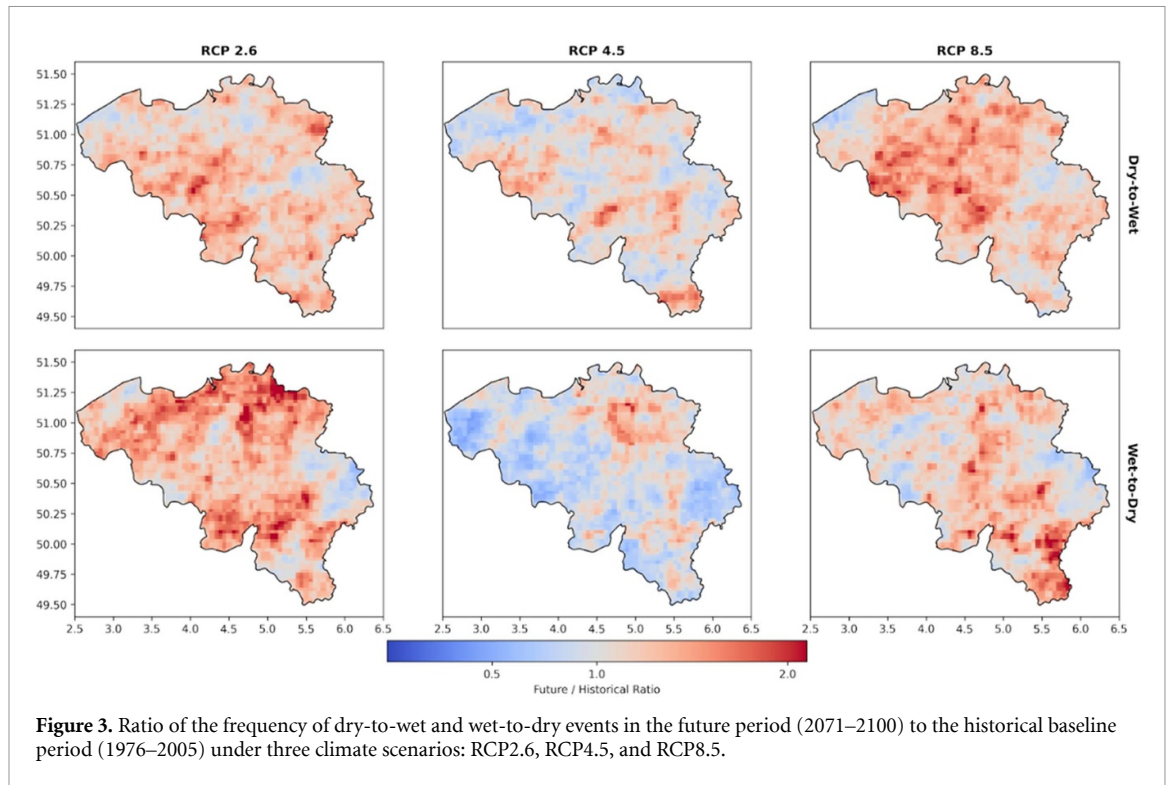 RCP 2.6
RCP 4.5
RCP 8.5
51.50
51.25
51.00
50.75
50.50
50.25
50.00
49.75
49.50
Dry-to-Wet
51.50
51.25
51.00
50.75
50.50
50.25
50.00
49.75
49.50
Wet-to-Dry
2.5 3.0 3.5 4.0 4.5 5.0 5.5 6.0 6.5
2.5 3.0 3.5 4.0 4.5 5.0 5.5 6.0 6.5
2.5 3.0 3.5 4.0 4.5 5.0 5.5 6.0 6.5
0.5 1.0 2.0
Future / Historical Ratio
Figure 3. Ratio of the frequency of dry-to-wet and wet-to-dry events in the future period (2071–2100) to the historical baseline
period (1976–2005) under three climate scenarios: RCP2.6, RCP4.5, and RCP8.5.